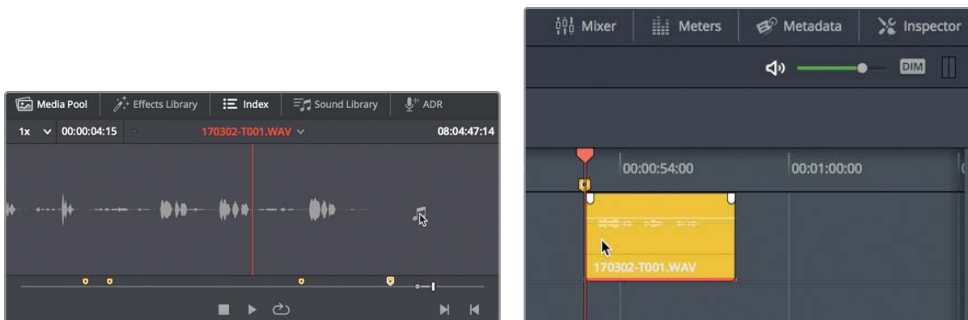 Media Pool Effects Library Index Sound Library ADR
1x 00:00:04:15 170302-T001.WAV 08:04:47:14
Mixer Meters Metadata Inspector
DIM
00:00:54:00 00:01:00:00
170302-T001.WAV